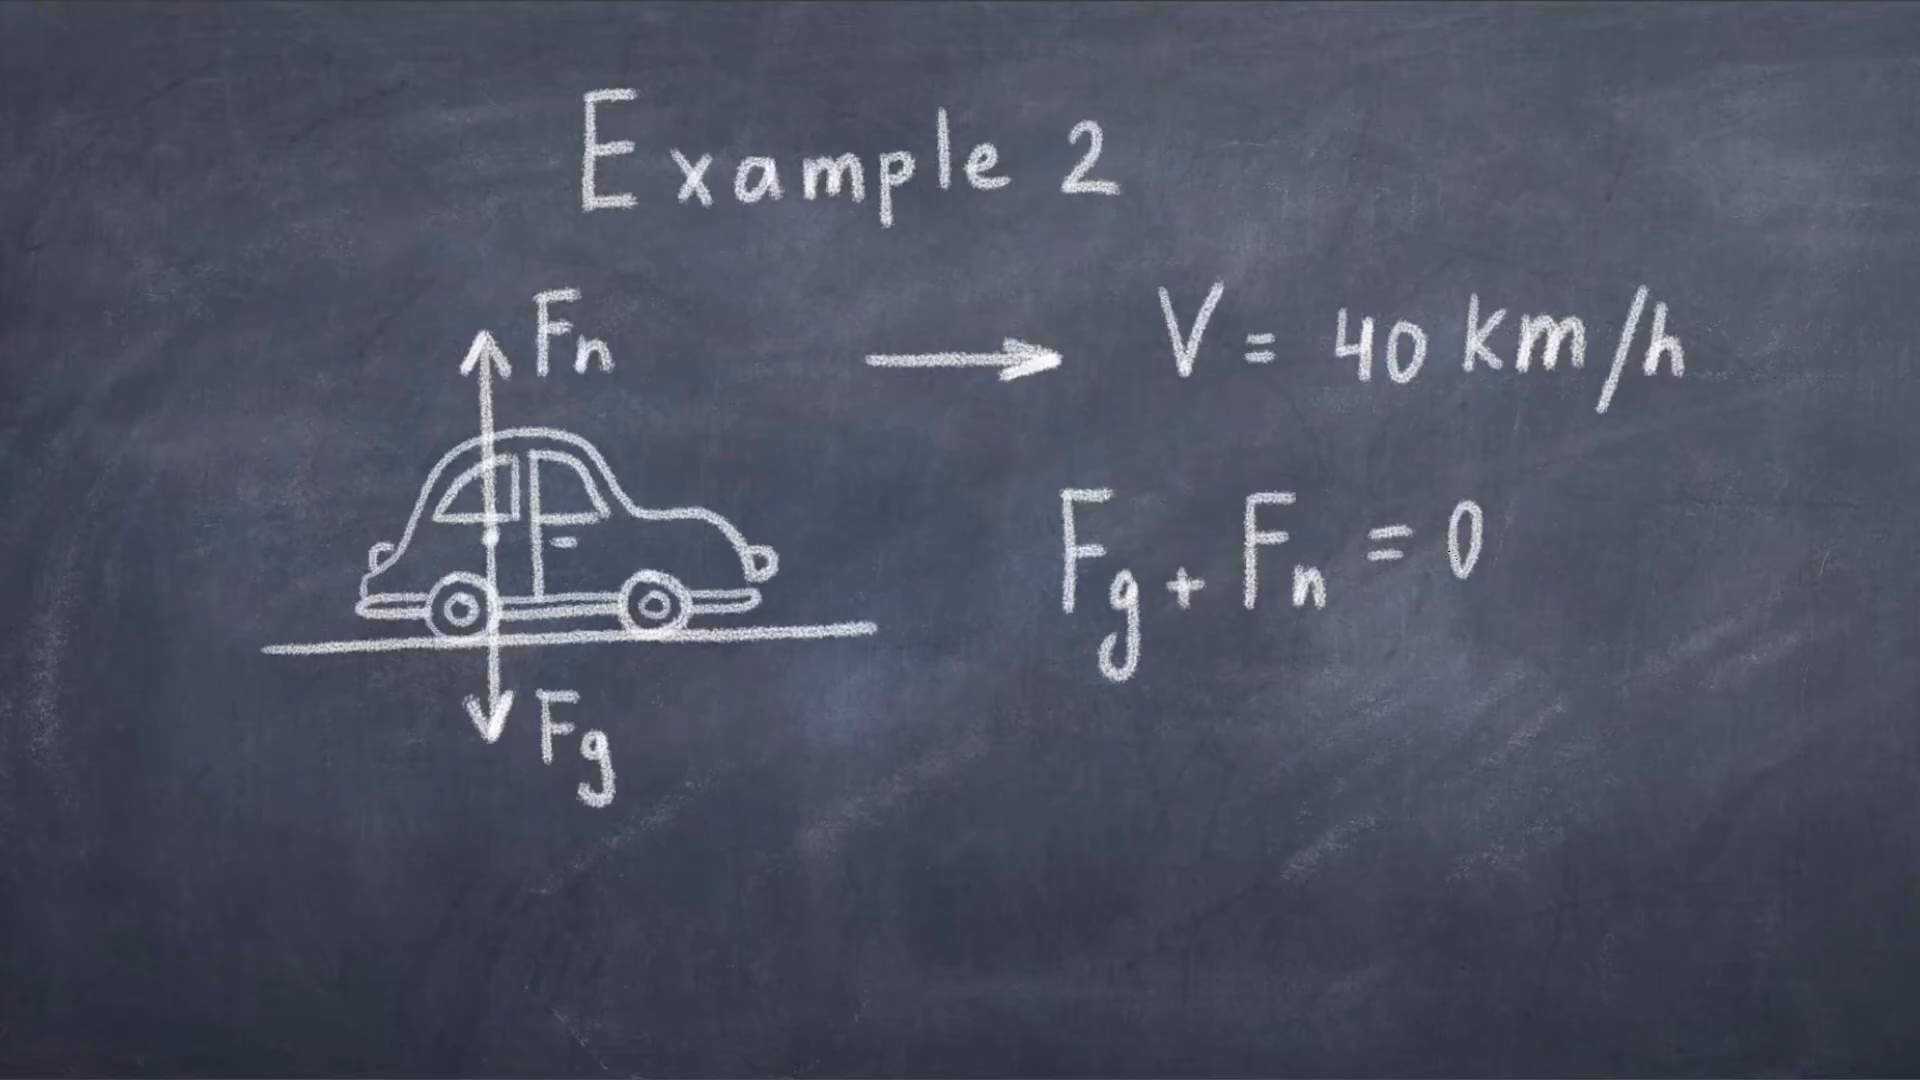 Example 2
Fn
V = 40 km/h
Fg + Fn = 0
Fg